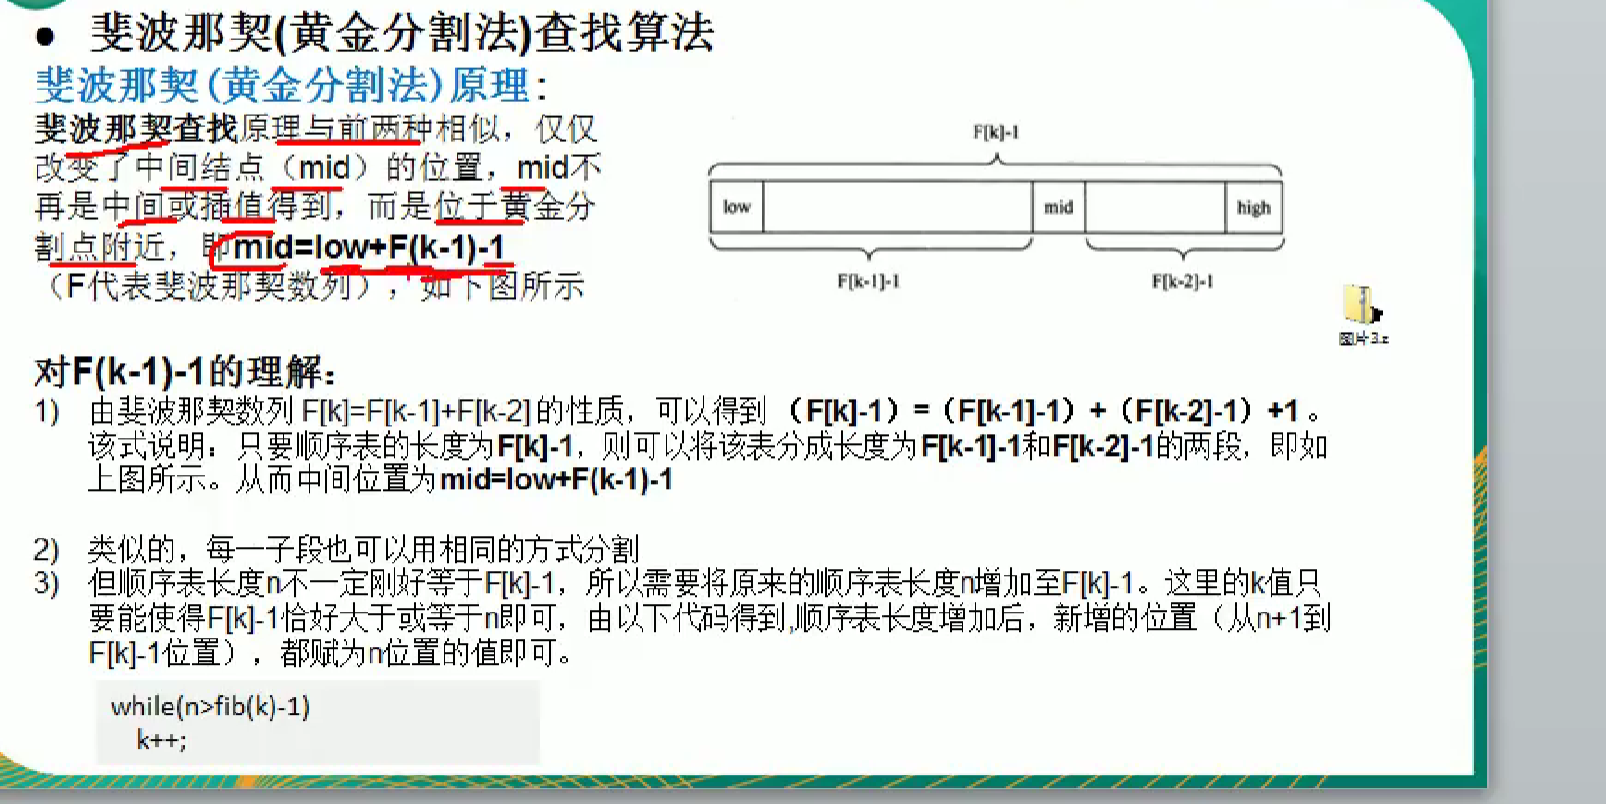 ● 斐波那契(黄金分割法)查找算法
斐波那契(黄金分割法)原理:
斐波那契查找原理与前两种相似，仅仅
改变了中间结点（mid）的位置，mid不
再是中间或插值得到，而是位于黄金分
割点附近，即mid=low+F(k-1)-1
（F代表斐波那契数列），如下图所示
F[k]-1
low
mid
high
F[k-1]-1
F[k-2]-1
图片3.z
对F(k-1)-1的理解：
1) 由斐波那契数列 F[k]=F[k-1]+F[k-2]的性质，可以得到（F[k]-1）=（F[k-1]-1）+（F[k-2]-1）+1 。
该式说明：只要顺序表的长度为F[k]-1，则可以将该表分成长度为F[k-1]-1和F[k-2]-1的两段，即如
上图所示。从而中间位置为mid=low+F(k-1)-1
2) 类似的，每一子段也可以用相同的方式分割
3) 但顺序表长度n不一定刚好等于F[k]-1，所以需要将原来的顺序表长度n增加至F[k]-1。这里的k值只
要能使得F[k]-1恰好大于或等于n即可，由以下代码得到,顺序表长度增加后，新增的位置（从n+1到
F[k]-1位置），都赋为n位置的值即可。
while(n>fib(k)-1)
k++;